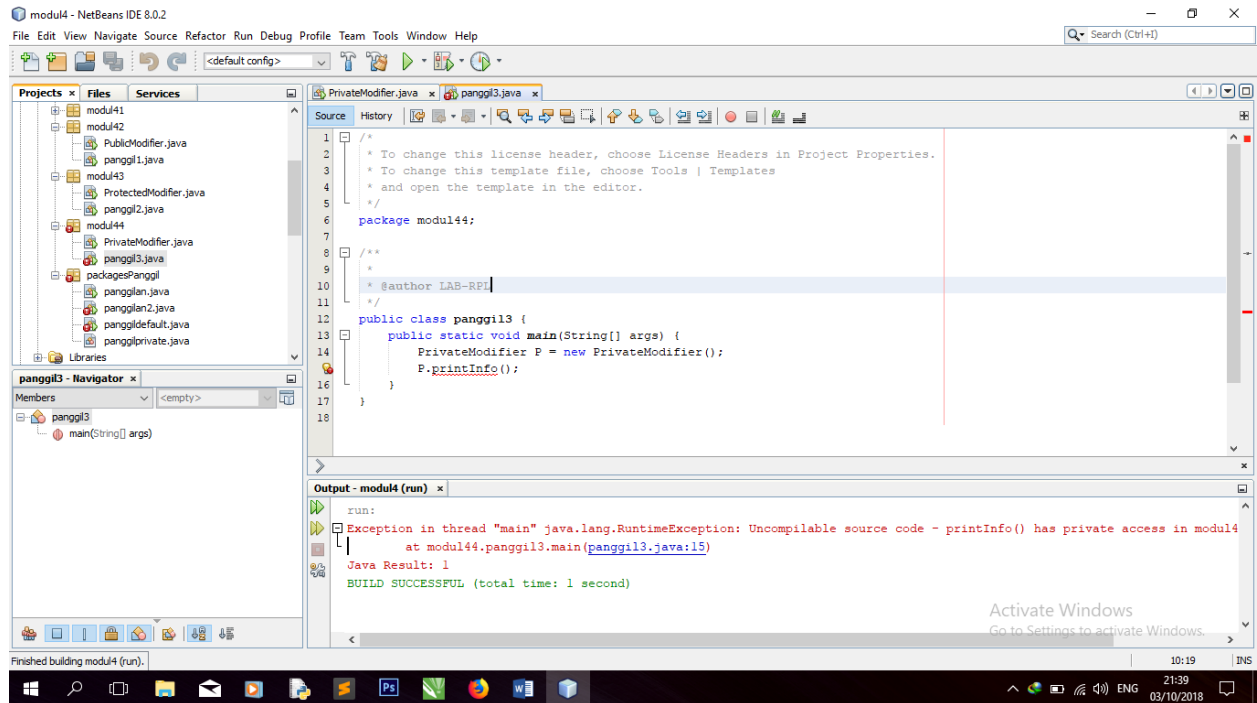 modul4 - NetBeans IDE 8.0.2
File Edit View Navigate Source Refactor Run Debug Profile Team Tools Window Help
Search (Ctrl+I)
<default config>
Projects x Files Services
modul41
modul42
PublicModifier.java
panggil1.java
modul43
ProtectedModifier.java
panggil2.java
modul44
PrivateModifier.java
panggil3.java
packagesPanggil
panggilan.java
panggilan2.java
panggildefault.java
panggilprivate.java
Libraries
panggil3 - Navigator x
Members <empty>
panggil3
main(String[] args)
PrivateModifier.java x panggil3.java x
Source History
1 /*
2 * To change this license header, choose License Headers in Project Properties.
3 * To change this template file, choose Tools | Templates
4 * and open the template in the editor.
5 */
6 package modul44;
7
8 /**
9 *
10 * @author LAB-RPL
11 */
12 public class panggil3 {
13 public static void main(String[] args) {
14 PrivateModifier P = new PrivateModifier();
P.printInfo();
16 }
17 }
18
Output - modul4 (run) x
run:
Exception in thread "main" java.lang.RuntimeException: Uncompilable source code - printInfo() has private access in modul4
at modul44.panggil3.main(panggil3.java:15)
Java Result: 1
BUILD SUCCESSFUL (total time: 1 second)
Activate Windows
Go to Settings to activate Windows.
Finished building modul4 (run).
10:19 INS
Ps
ENG
21:39
03/10/2018